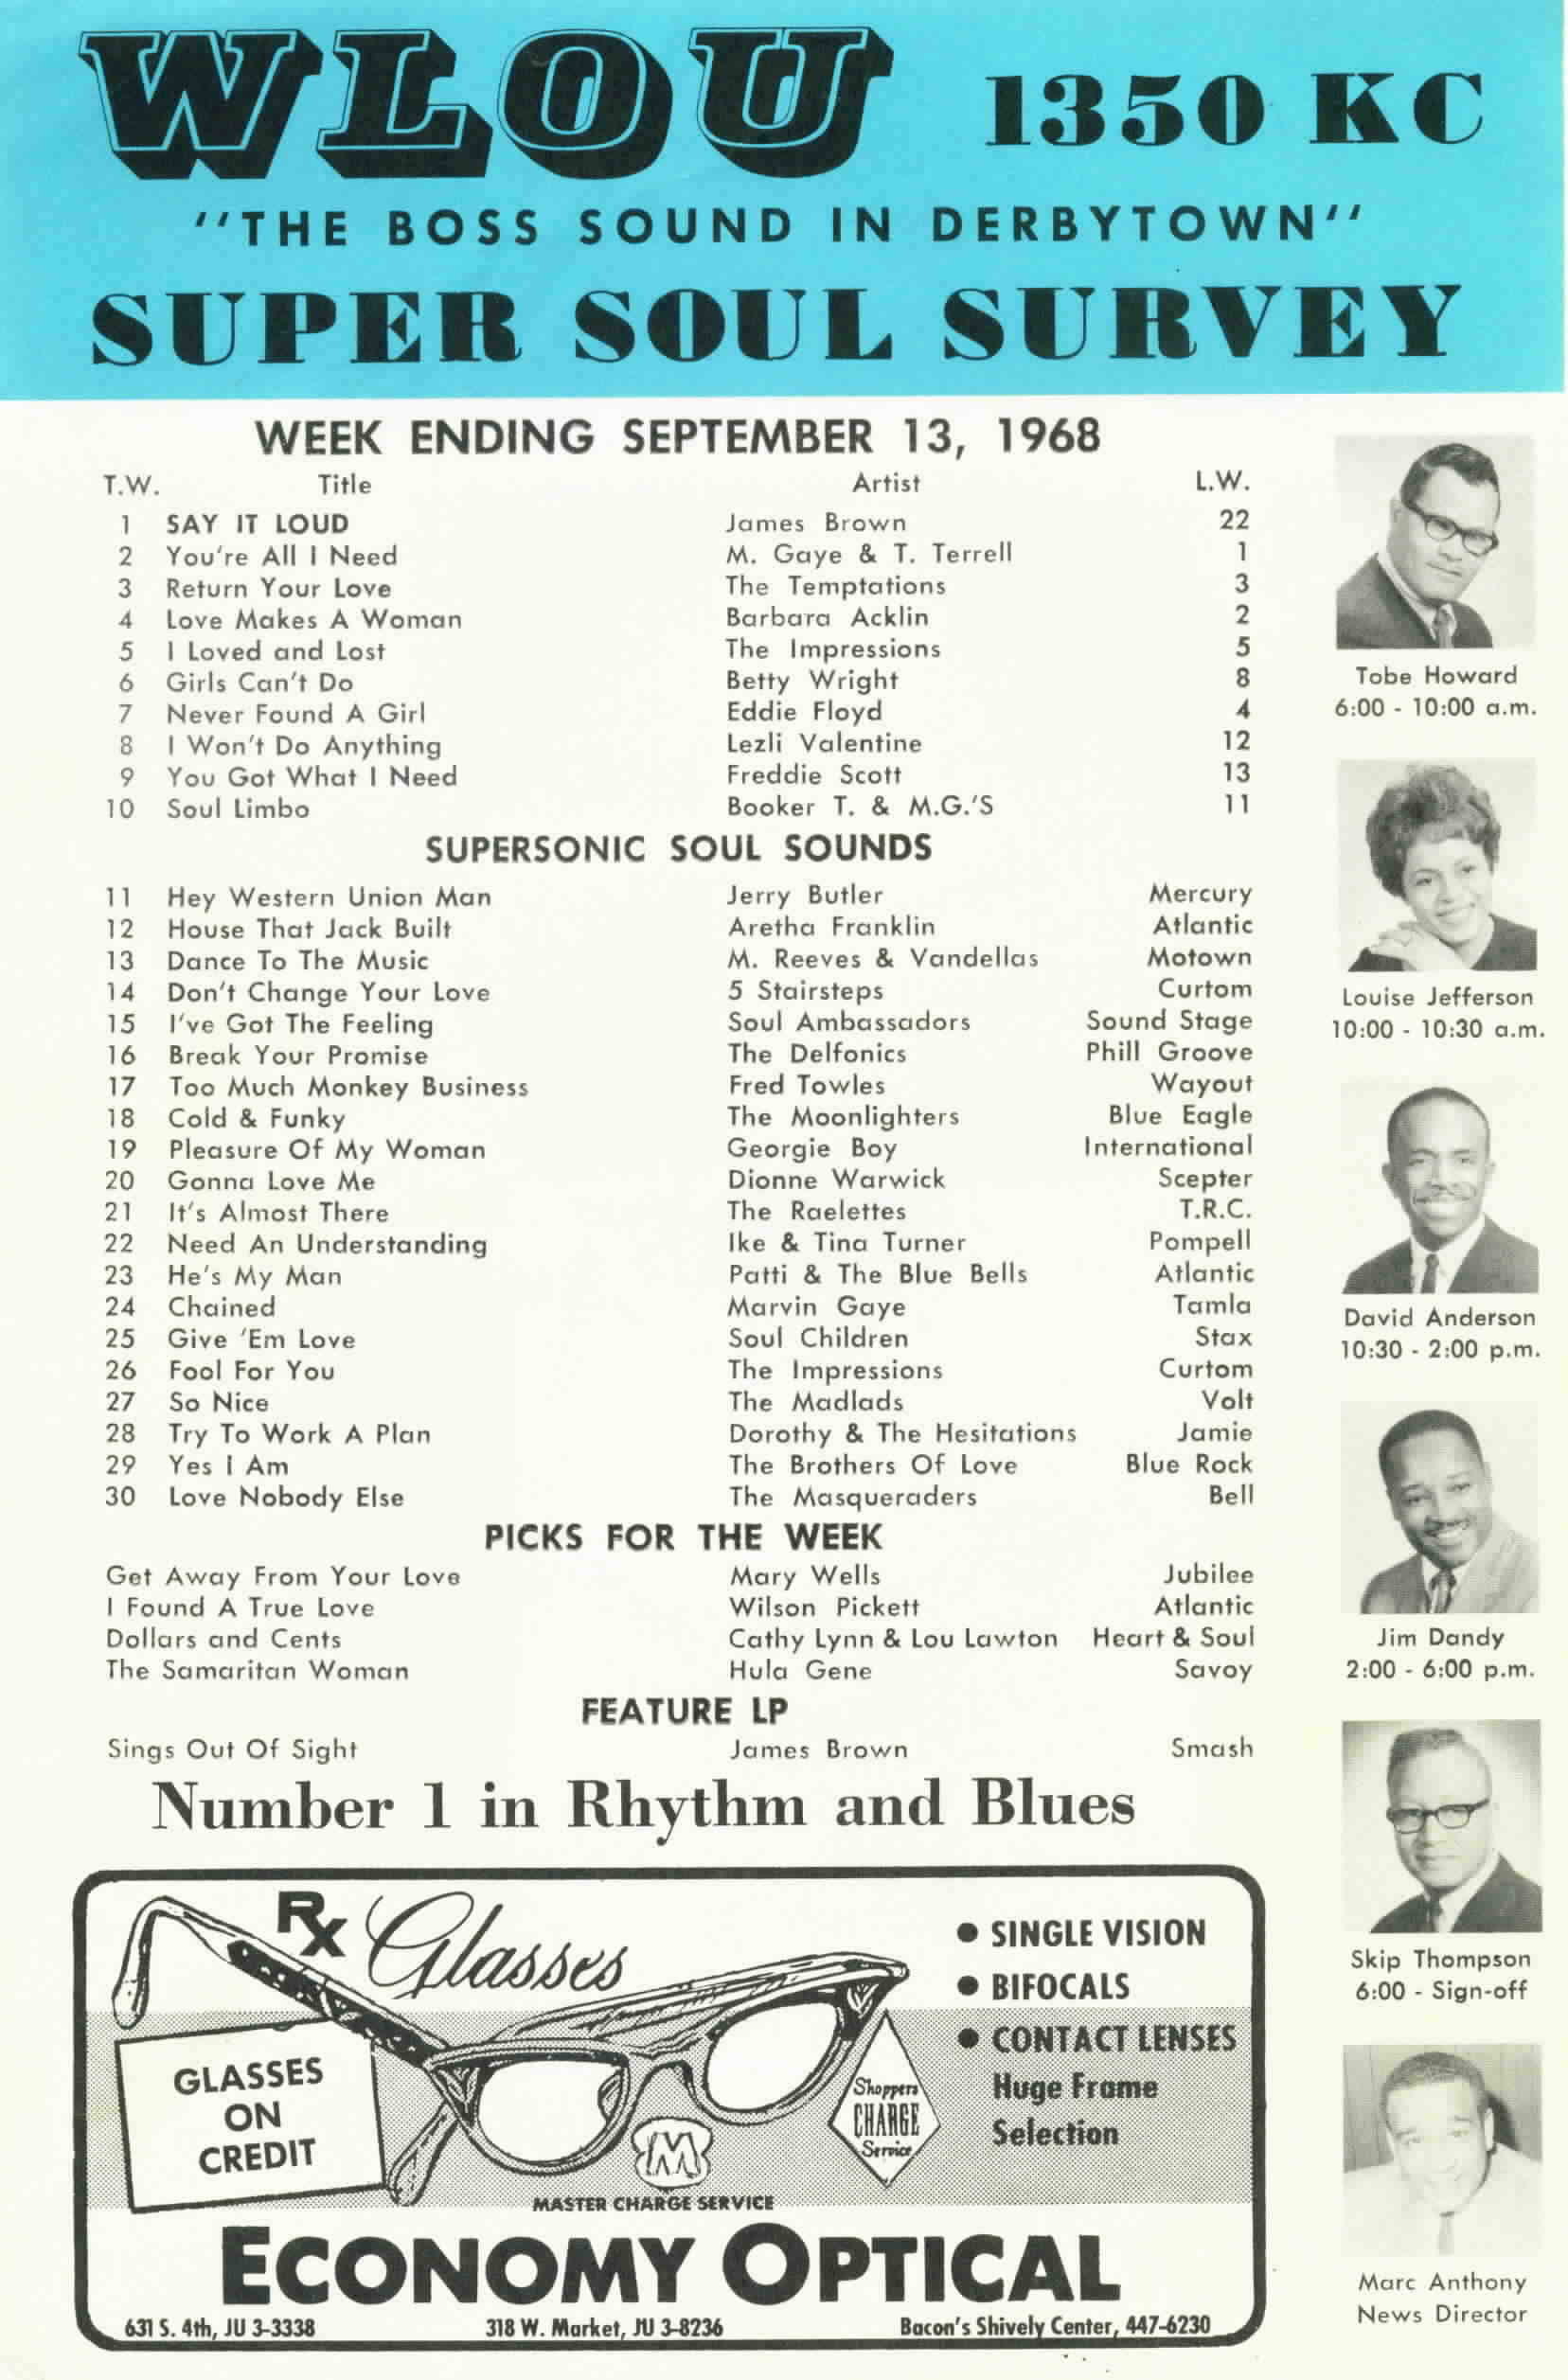 WLOU 1350 KC
"THE BOSS SOUND IN DERBYTOWN"
SUPER SOUL SURVEY
WEEK ENDING SEPTEMBER 13, 1968
T.W. Title Artist L.W.
1 SAY IT LOUD James Brown 22
2 You're All I Need M. Gaye & T. Terrell 1
3 Return Your Love The Temptations 3
4 Love Makes A Woman Barbara Acklin 2
5 I Loved and Lost The Impressions 5
6 Girls Can't Do Betty Wright 8
7 Never Found A Girl Eddie Floyd 4
8 I Won't Do Anything Lezli Valentine 12
9 You Got What I Need Freddie Scott 13
10 Soul Limbo Booker T. & M.G.'S 11
SUPERSONIC SOUL SOUNDS
11 Hey Western Union Man Jerry Butler Mercury
12 House That Jack Built Aretha Franklin Atlantic
13 Dance To The Music M. Reeves & Vandellas Motown
14 Don't Change Your Love 5 Stairsteps Curtom
15 I've Got The Feeling Soul Ambassadors Sound Stage
16 Break Your Promise The Delfonics Phill Groove
17 Too Much Monkey Business Fred Towles Wayout
18 Cold & Funky The Moonlighters Blue Eagle
19 Pleasure Of My Woman Georgie Boy International
20 Gonna Love Me Dionne Warwick Scepter
21 It's Almost There The Raelettes T.R.C.
22 Need An Understanding Ike & Tina Turner Pompell
23 He's My Man Patti & The Blue Bells Atlantic
24 Chained Marvin Gaye Tamla
25 Give 'Em Love Soul Children Stax
26 Fool For You The Impressions Curtom
27 So Nice The Madlads Volt
28 Try To Work A Plan Dorothy & The Hesitations Jamie
29 Yes I Am The Brothers Of Love Blue Rock
30 Love Nobody Else The Masqueraders Bell
PICKS FOR THE WEEK
Get Away From Your Love Mary Wells Jubilee
I Found A True Love Wilson Pickett Atlantic
Dollars and Cents Cathy Lynn & Lou Lawton Heart & Soul
The Samaritan Woman Hula Gene Savoy
FEATURE LP
Sings Out Of Sight James Brown Smash
Number 1 in Rhythm and Blues
Tobe Howard
6:00 - 10:00 a.m.
Louise Jefferson
10:00 - 10:30 a.m.
David Anderson
10:30 - 2:00 p.m.
Jim Dandy
2:00 - 6:00 p.m.
Skip Thompson
6:00 - Sign-off
Marc Anthony
News Director
Rx Glasses
GLASSES
ON
CREDIT
• SINGLE VISION
• BIFOCALS
• CONTACT LENSES
Huge Frame
Selection
Shoppers
CHARGE
Service
M
MASTER CHARGE SERVICE
ECONOMY OPTICAL
631 S. 4th, JU 3-3338 318 W. Market, JU 3-8236 Bacon's Shively Center, 447-6230